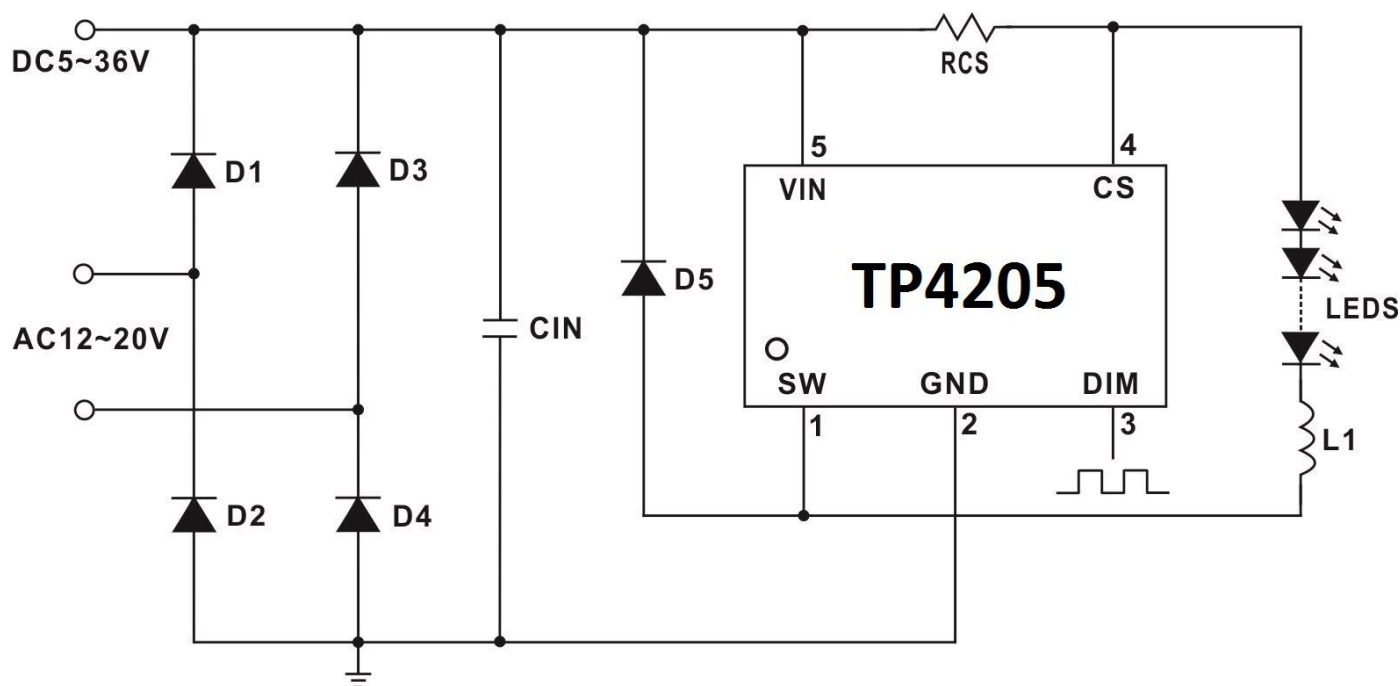 DC5~36V
RCS
D1
D3
5
4
VIN
CS
AC12~20V
D5
TP4205
CIN
LEDS
SW
GND
DIM
1
2
3
L1
D2
D4